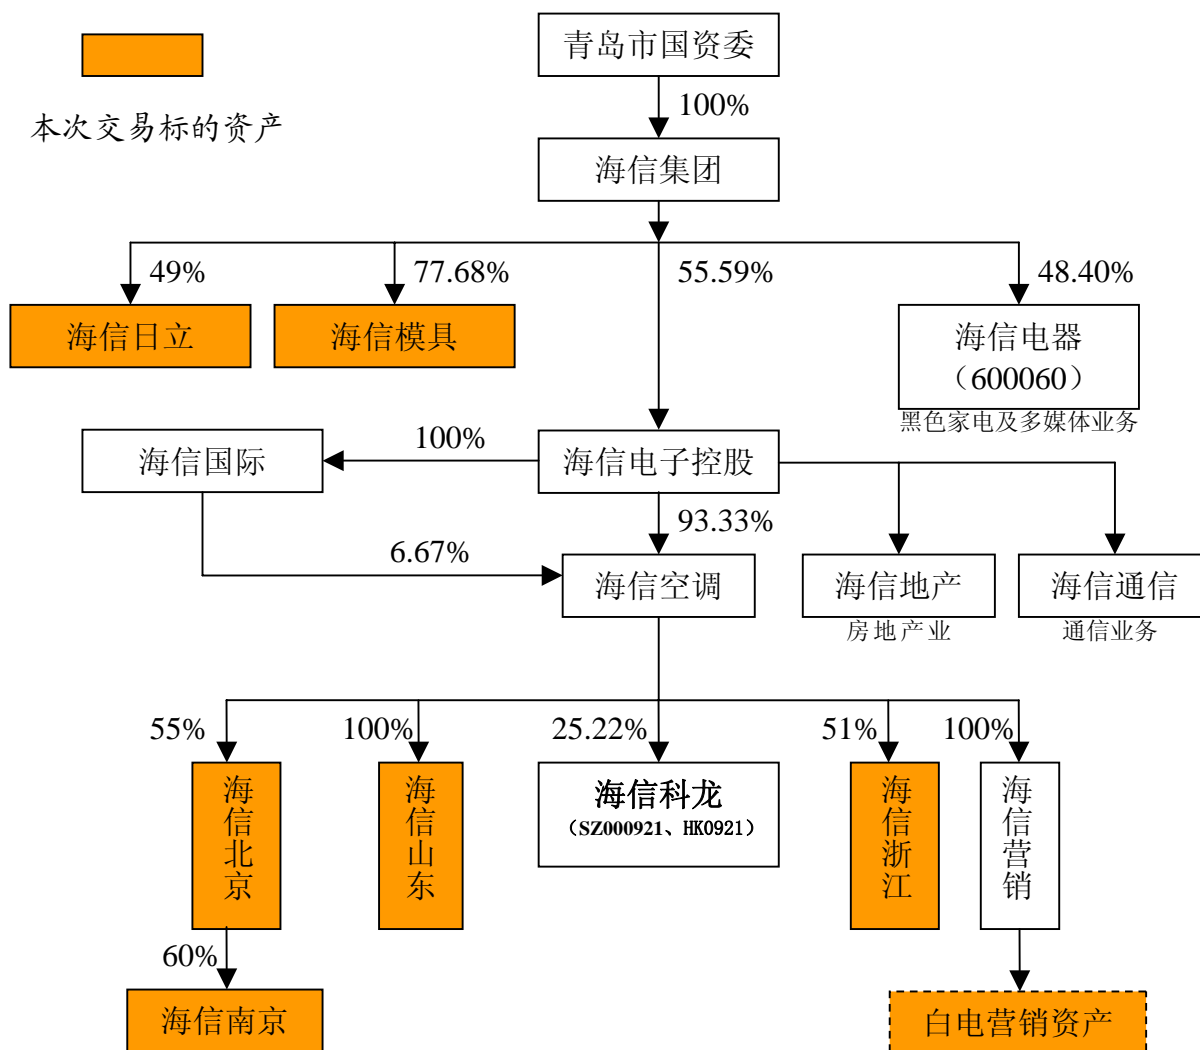 青岛市国资委
100%
本次交易标的资产
海信集团
49%
77.68%
55.59%
48.40%
海信日立
海信模具
海信电器
（600060）
黑色家电及多媒体业务
海信国际
100%
海信电子控股
93.33%
6.67%
海信空调
海信地产
房地产业
海信通信
通信业务
55%
100%
25.22%
51%
100%
海信北京
海信山东
海信科龙
（SZ000921、HK0921）
海信浙江
海信营销
60%
海信南京
白电营销资产